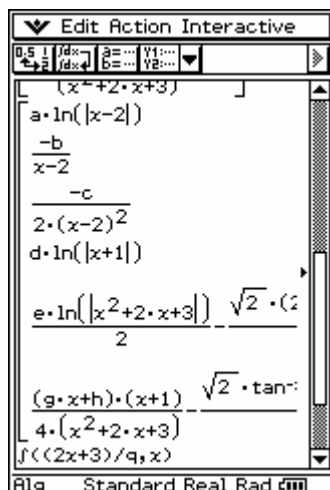 Edit Action Interactive
(x²+2·x+3)
a·ln(|x-2|)
-b
x-2
-c
2·(x-2)²
d·ln(|x+1|)
e·ln(|x²+2·x+3|) √2·(2
2
(g·x+h)·(x+1) √2·tan⁻
4·(x²+2·x+3)
∫((2x+3)/q,x)
Alg Standard Real Rad